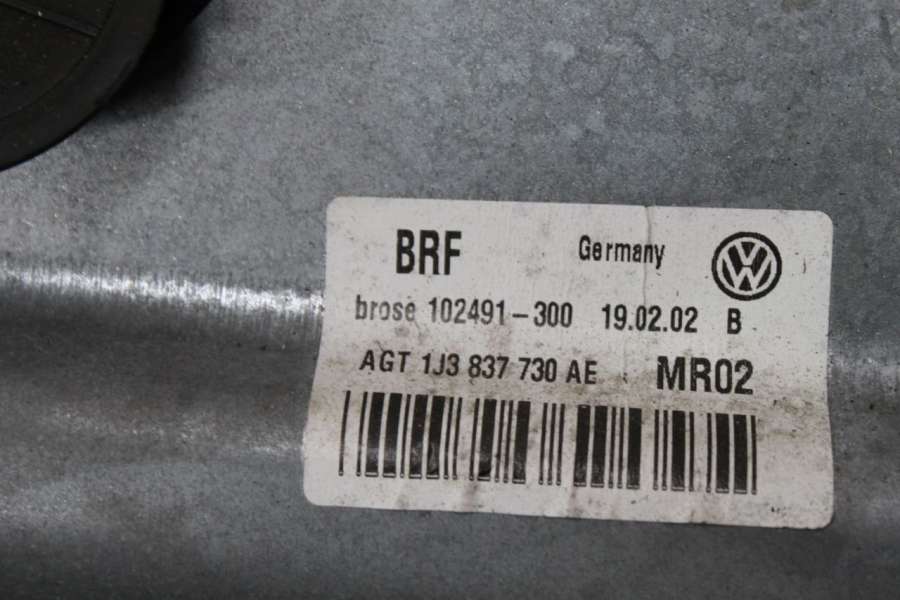 BRF Germany
brose 102491-300 19.02.02 B
AGT 1J3 837 730 AE MR02